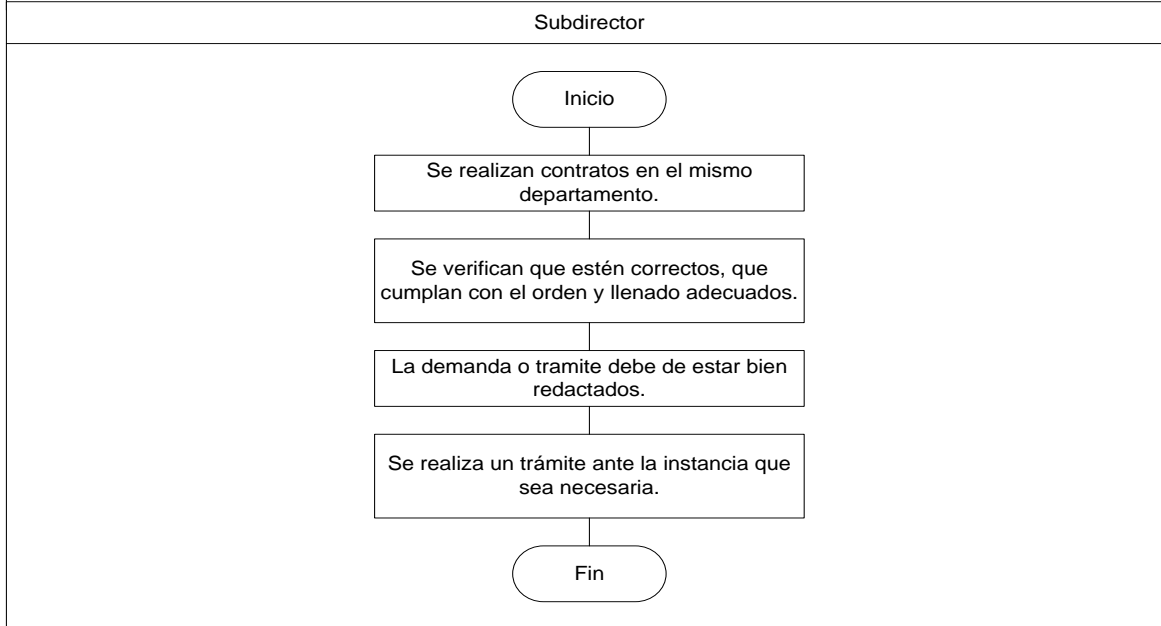 Subdirector
Inicio
Se realizan contratos en el mismo
departamento.
Se verifican que estén correctos, que
cumplan con el orden y llenado adecuados.
La demanda o tramite debe de estar bien
redactados.
Se realiza un trámite ante la instancia que
sea necesaria.
Fin